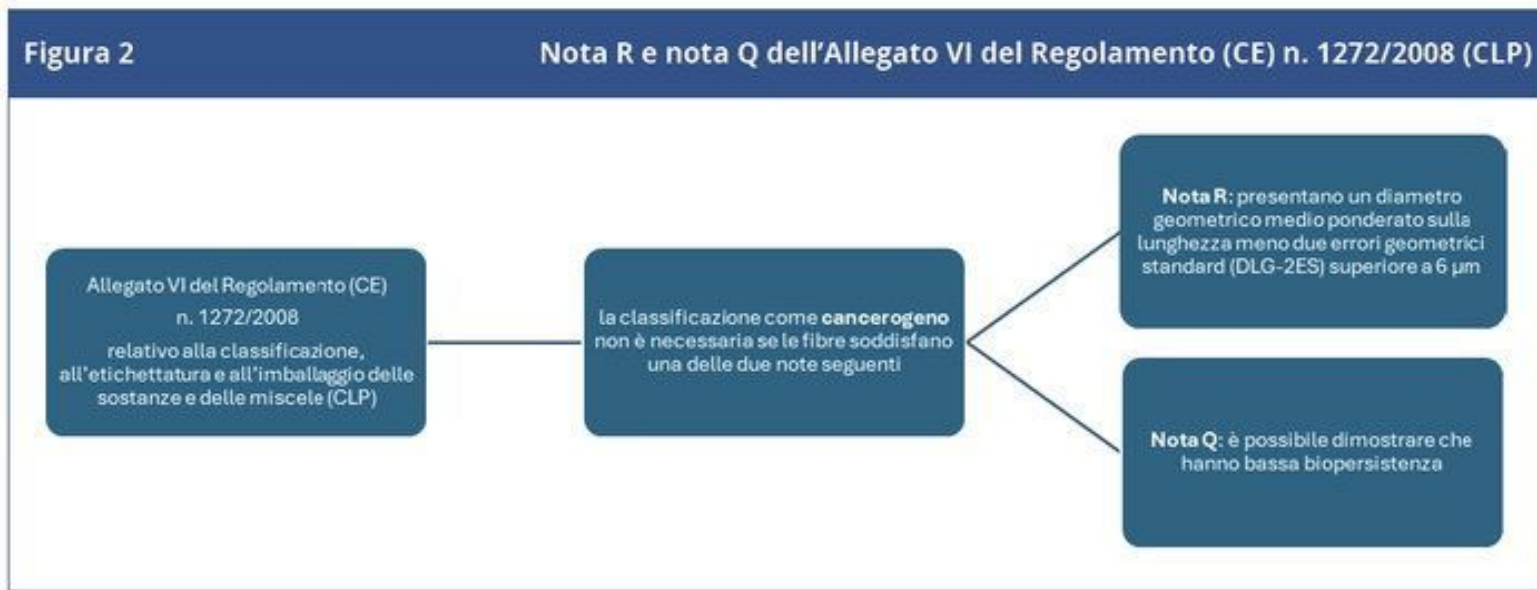 Figura 2
Nota R e nota Q dell'Allegato VI del Regolamento (CE) n. 1272/2008 (CLP)
Allegato VI del Regolamento (CE)
n. 1272/2008
relativo alla classificazione,
all'etichettatura e all'imballaggio delle
sostanze e delle miscele (CLP)
la classificazione come cancerogeno
non è necessaria se le fibre soddisfano
una delle due note seguenti
Nota R: presentano un diametro
geometrico medio ponderato sulla
lunghezza meno due errori geometrici
standard (DLG-2ES) superiore a 6 μm
Nota Q: è possibile dimostrare che
hanno bassa biopersistenza